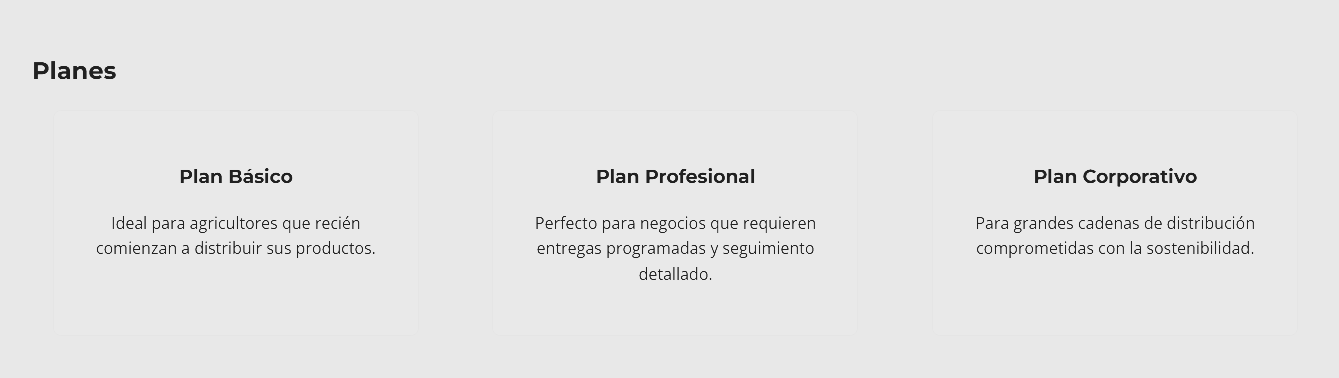 Planes
Plan Básico
Ideal para agricultores que recién
comienzan a distribuir sus productos.
Plan Profesional
Perfecto para negocios que requieren
entregas programadas y seguimiento
detallado.
Plan Corporativo
Para grandes cadenas de distribución
comprometidas con la sostenibilidad.